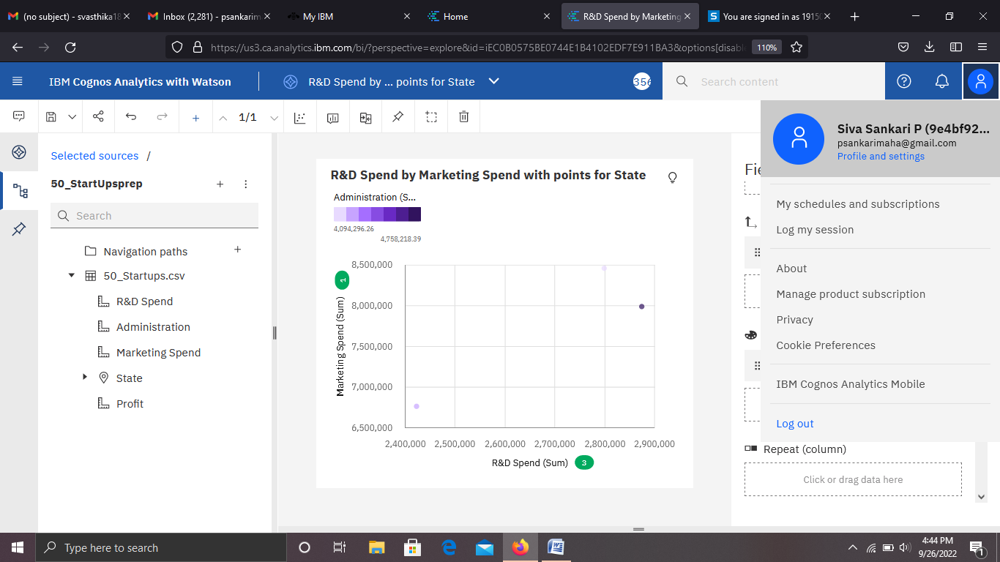 (no subject) - svasthika18
Inbox (2,281) - psankarim
My IBM
Home
R&D Spend by Marketing
You are signed in as 1915
https://us3.ca.analytics.ibm.com/bi/?perspective=explore&id=iEC0B0575BE0744E1B4102EDF7E911BA3&options[disabl
110%
IBM Cognos Analytics with Watson
R&D Spend by ... points for State
356
Search content
1/1
Siva Sankari P (9e4bf92...
psankarimaha@gmail.com
Profile and settings
Selected sources /
50_StartUpsprep
Search
Navigation paths
50_Startups.csv
R&D Spend
Administration
Marketing Spend
State
Profit
R&D Spend by Marketing Spend with points for State
Administration (S...
4,094,296.26
4,758,218.39
8,500,000
8,000,000
7,500,000
7,000,000
6,500,000
1
Marketing Spend (Sum)
2,400,000
2,500,000
2,600,000
2,700,000
2,800,000
2,900,000
R&D Spend (Sum) 3
Fie
My schedules and subscriptions
Log my session
About
Manage product subscription
Privacy
Cookie Preferences
IBM Cognos Analytics Mobile
Log out
Repeat (column)
Click or drag data here
Type here to search
4:44 PM
9/26/2022
1